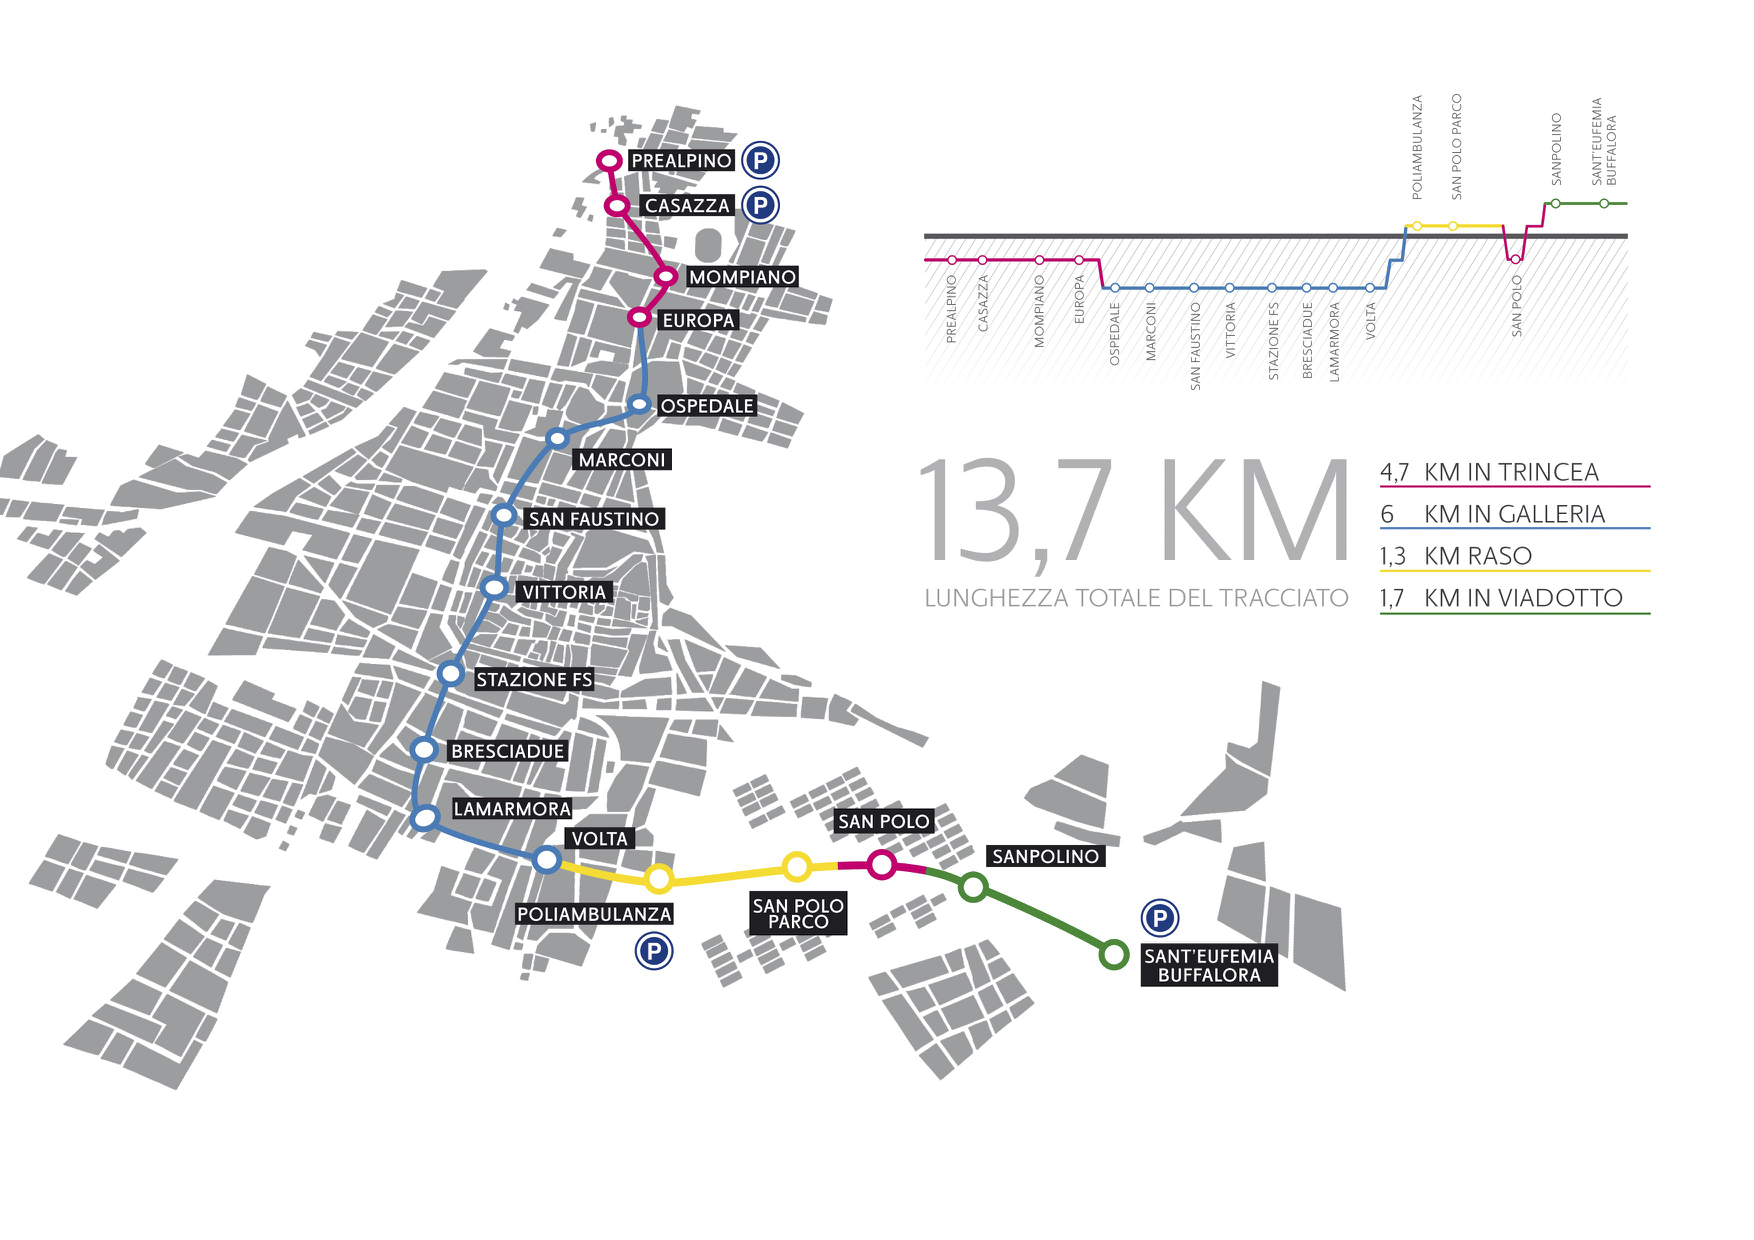 PREALPINO P
CASAZZA P
MOMPIANO
EUROPA
OSPEDALE
MARCONI
SAN FAUSTINO
VITTORIA
STAZIONE FS
BRESCIADUE
LAMARMORA
VOLTA
POLIAMBULANZA
P
SAN POLO
PARCO
SAN POLO
SANPOLINO
P
SANT'EUFEMIA
BUFFALORA
PREALPINO
CASAZZA
MOMPIANO
EUROPA
OSPEDALE
MARCONI
SAN FAUSTINO
VITTORIA
STAZIONE FS
BRESCIADUE
LAMARMORA
VOLTA
POLIAMBULANZA
SAN POLO PARCO
SAN POLO
SANPOLINO
SANT'EUFEMIA
BUFFALORA
13,7 KM
LUNGHEZZA TOTALE DEL TRACCIATO
4,7 KM IN TRINCEA
6 KM IN GALLERIA
1,3 KM RASO
1,7 KM IN VIADOTTO